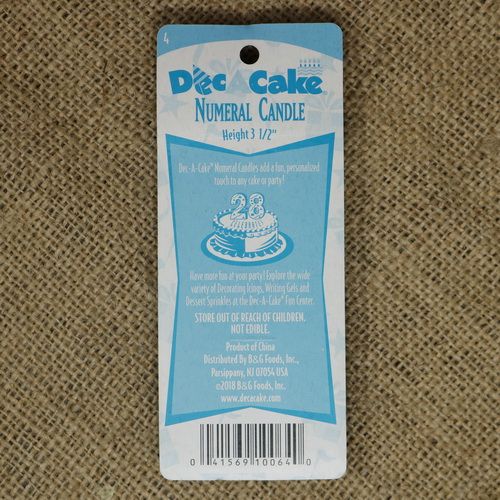 4
Dec A Cake®
NUMERAL CANDLE
Height 3 1/2"
Dec-A-Cake® Numeral Candles add a fun, personalized
touch to any cake or party!
28
Have more fun at your party! Explore the wide
variety of Decorating Icings, Writing Gels and
Dessert Sprinkles at the Dec-A-Cake® Fun Center.
STORE OUT OF REACH OF CHILDREN.
NOT EDIBLE.
Product of China
Distributed By B&G Foods, Inc.,
Parsippany, NJ 07054 USA
©2018 B&G Foods, Inc.
www.decacake.com
0 41569 10064 0